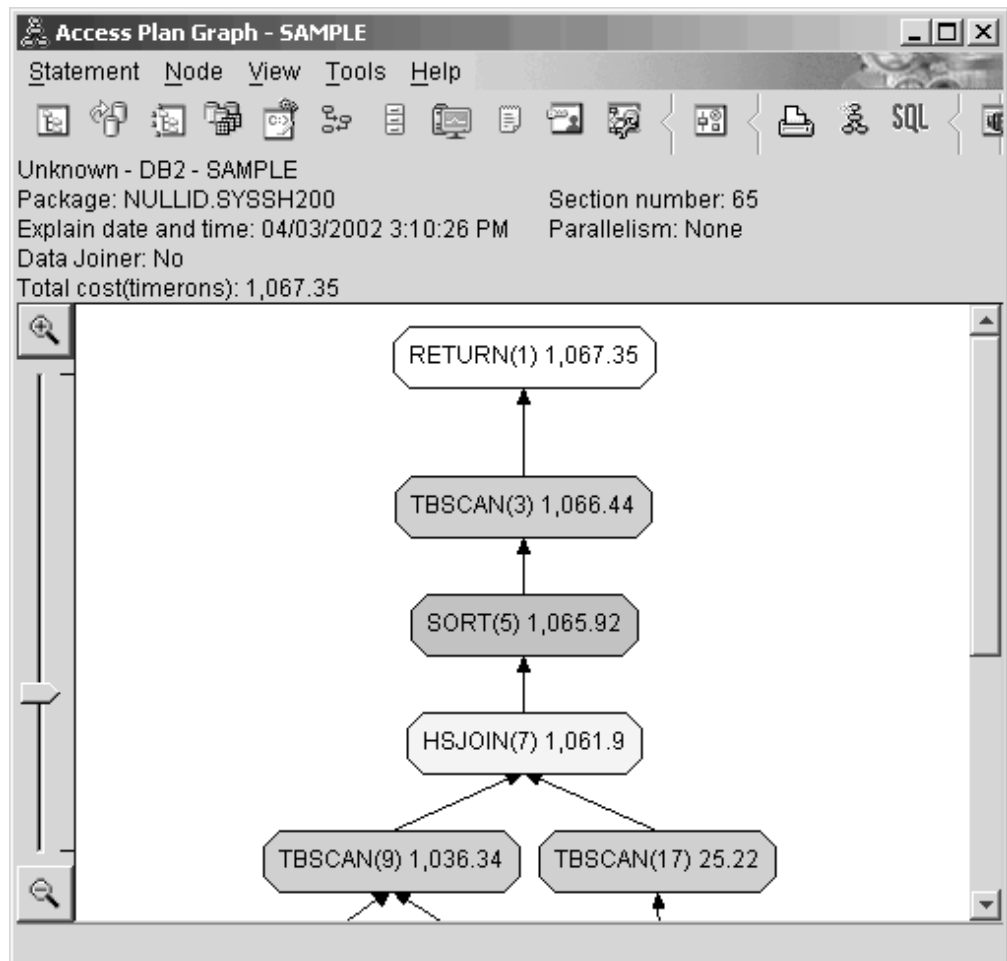 Access Plan Graph - SAMPLE
Statement Node View Tools Help
SQL
Unknown - DB2 - SAMPLE
Package: NULLID.SYSSH200 Section number: 65
Explain date and time: 04/03/2002 3:10:26 PM Parallelism: None
Data Joiner: No
Total cost(timerons): 1,067.35
RETURN(1) 1,067.35
TBSCAN(3) 1,066.44
SORT(5) 1,065.92
HSJOIN(7) 1,061.9
TBSCAN(9) 1,036.34 TBSCAN(17) 25.22